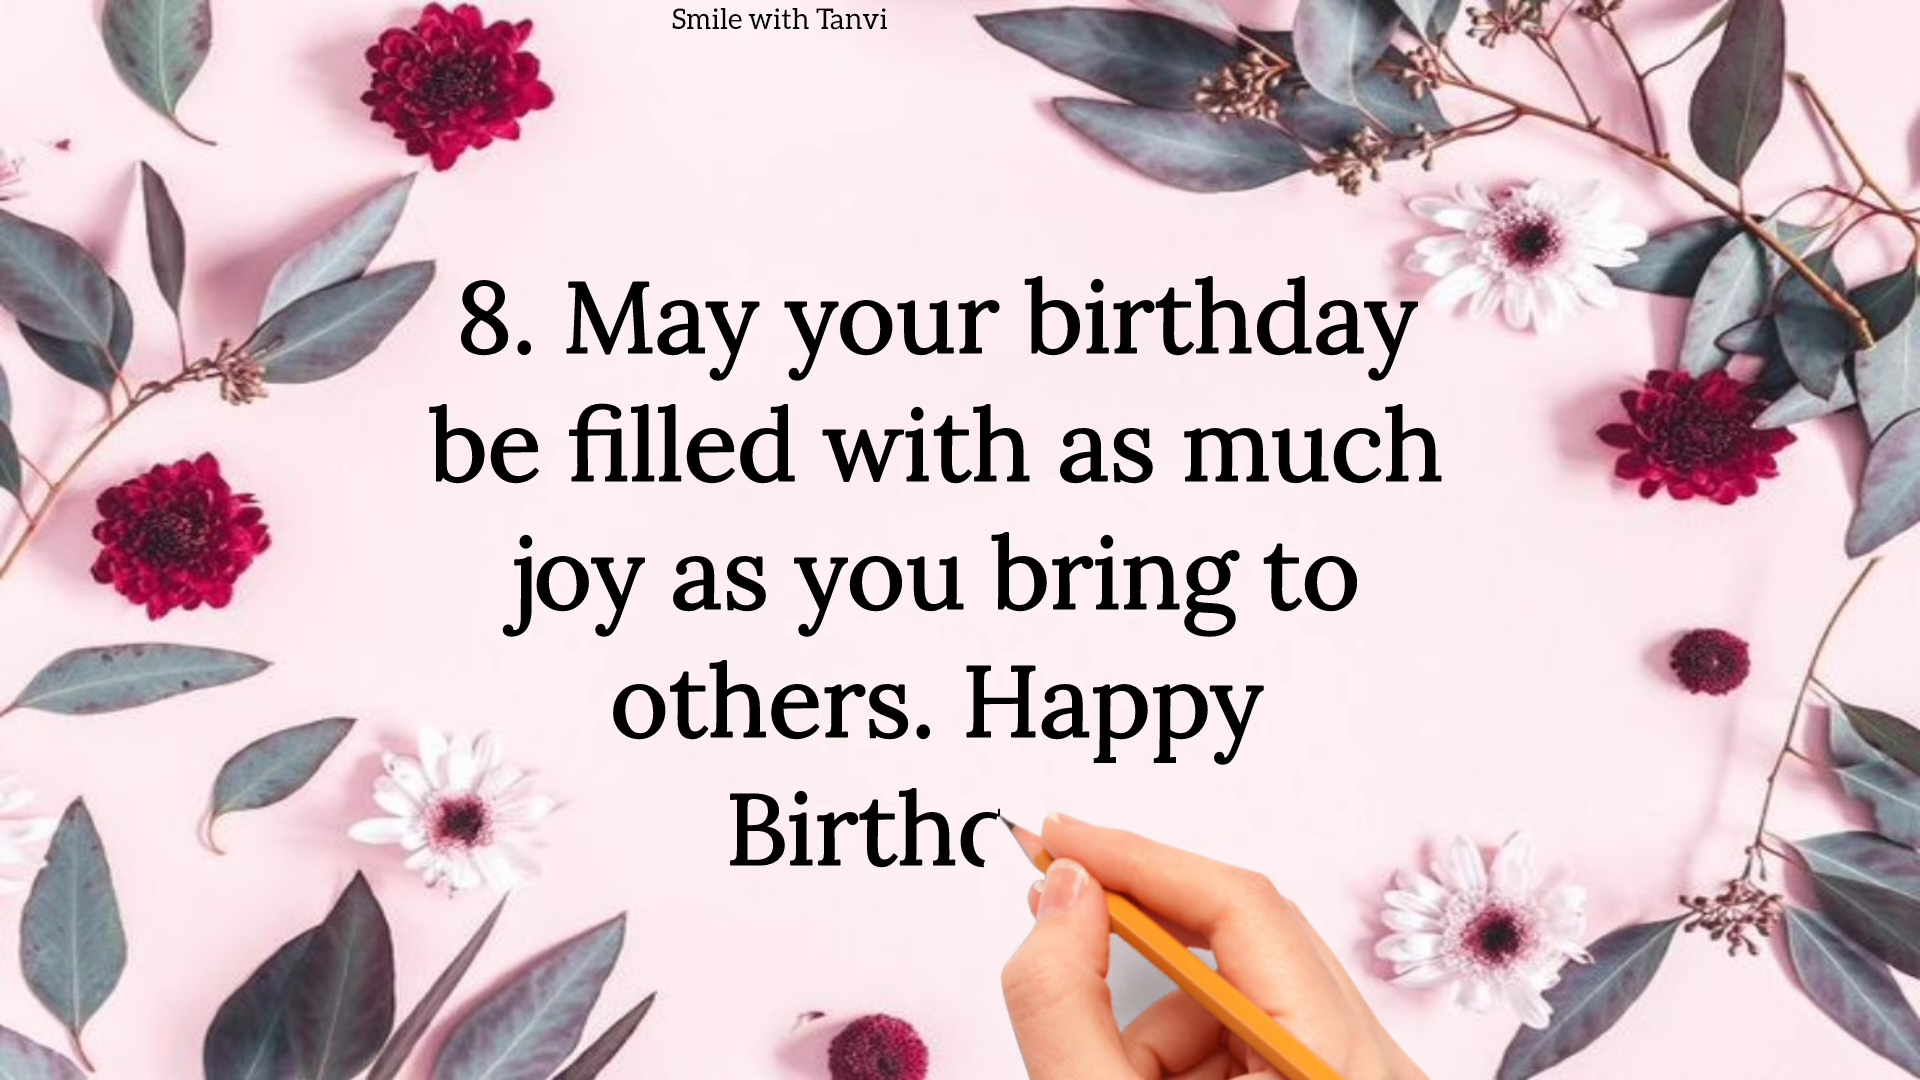 Smile with Tanvi
8. May your birthday
be filled with as much
joy as you bring to
others. Happy